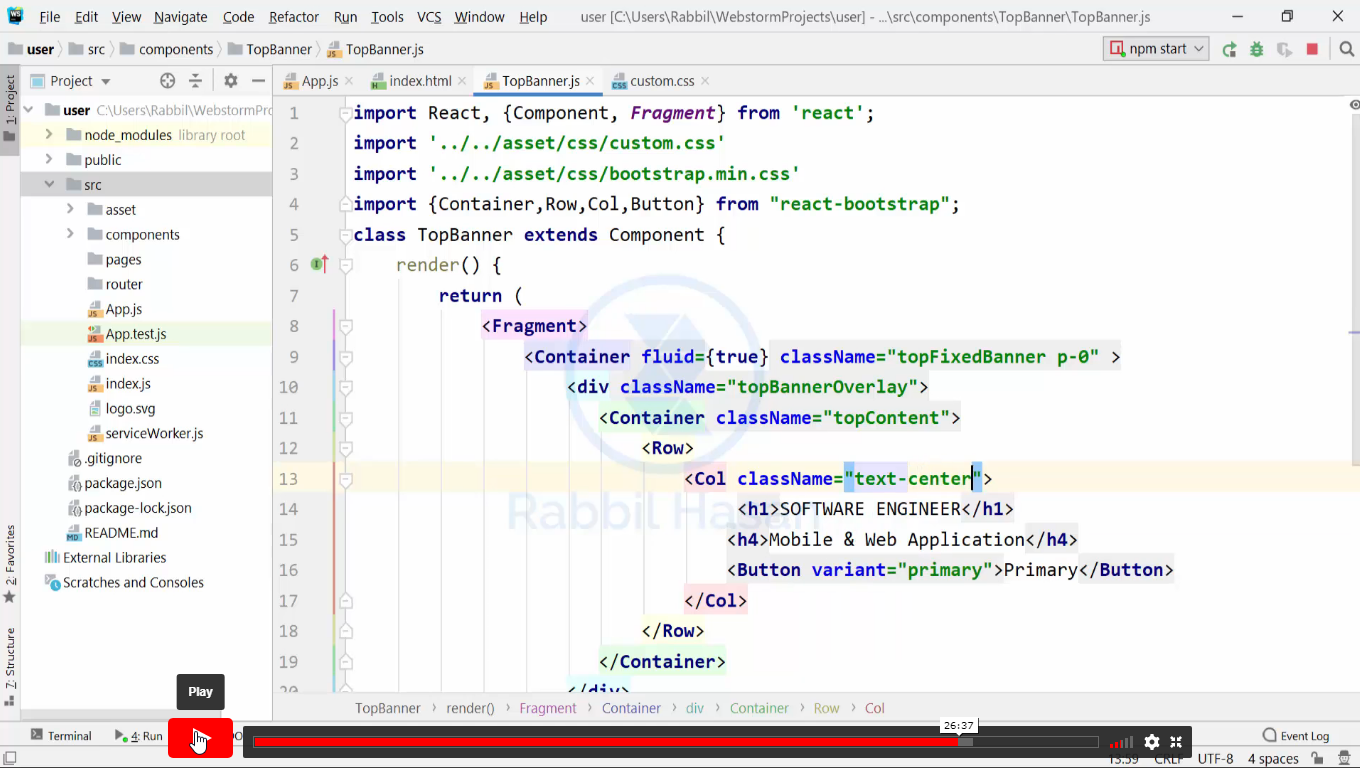 WS File Edit View Navigate Code Refactor Run Tools VCS Window Help user [C:\Users\Rabbil\WebstormProjects\user] - ...\src\components\TopBanner\TopBanner.js
user src components TopBanner TopBanner.js npm start
1: Project
Project
App.js index.html TopBanner.js custom.css
user C:\Users\Rabbil\WebstormPro
node_modules library root
public
src
asset
components
pages
router
App.js
App.test.js
index.css
index.js
logo.svg
serviceWorker.js
.gitignore
package.json
package-lock.json
README.md
External Libraries
Scratches and Consoles
2: Favorites
7: Structure
1 import React, {Component, Fragment} from 'react';
2 import '../../asset/css/custom.css'
3 import '../../asset/css/bootstrap.min.css'
4 import {Container,Row,Col,Button} from "react-bootstrap";
5 class TopBanner extends Component {
6 render() {
7 return (
8 <Fragment>
9 <Container fluid={true} className="topFixedBanner p-0" >
10 <div className="topBannerOverlay">
11 <Container className="topContent">
12 <Row>
13 <Col className="text-center">
14 <h1>SOFTWARE ENGINEER</h1>
15 <h4>Mobile & Web Application</h4>
16 <Button variant="primary">Primary</Button>
17 </Col>
18 </Row>
19 </Container>
20 </div>
Rabbil Hasan
TopBanner render() Fragment Container div Container Row Col
Play
26:37
Terminal 4: Run Event Log
13:59 CRLF UTF-8 4 spaces